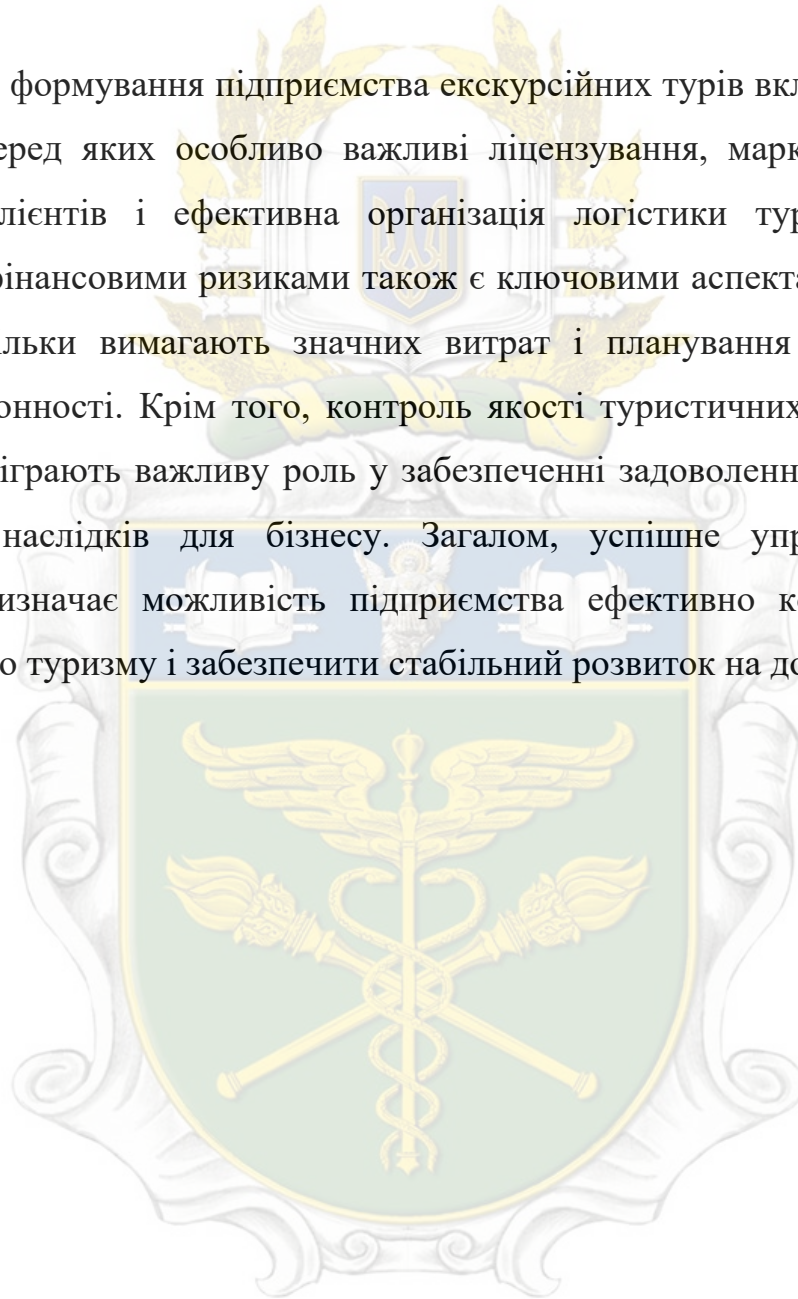 формування підприємства екскурсійних турів вкл
еред яких особливо важливі ліцензування, марк
лієнтів і ефективна організація логістики тур
фінансовими ризиками також є ключовими аспекта
ільки вимагають значних витрат і планування
онності. Крім того, контроль якості туристичних
іграють важливу роль у забезпеченні задоволенн
наслідків для бізнесу. Загалом, успішне упр
изначає можливість підприємства ефективно к
о туризму і забезпечити стабільний розвиток на до